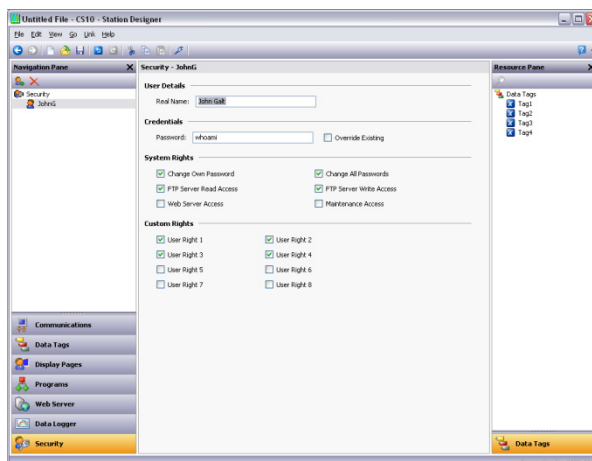 Untitled File - CS10 - Station Designer
File Edit View Go Link Help
Navigation Pane
Security
JohnG
Communications
Data Tags
Display Pages
Programs
Web Server
Data Logger
Security
Security - JohnG
User Details
Real Name: John Galt
Credentials
Password: whoami Override Existing
System Rights
Change Own Password Change All Passwords
FTP Server Read Access FTP Server Write Access
Web Server Access Maintenance Access
Custom Rights
User Right 1 User Right 2
User Right 3 User Right 4
User Right 5 User Right 6
User Right 7 User Right 8
Resource Pane
Data Tags
Tag1
Tag2
Tag3
Tag4
Data Tags